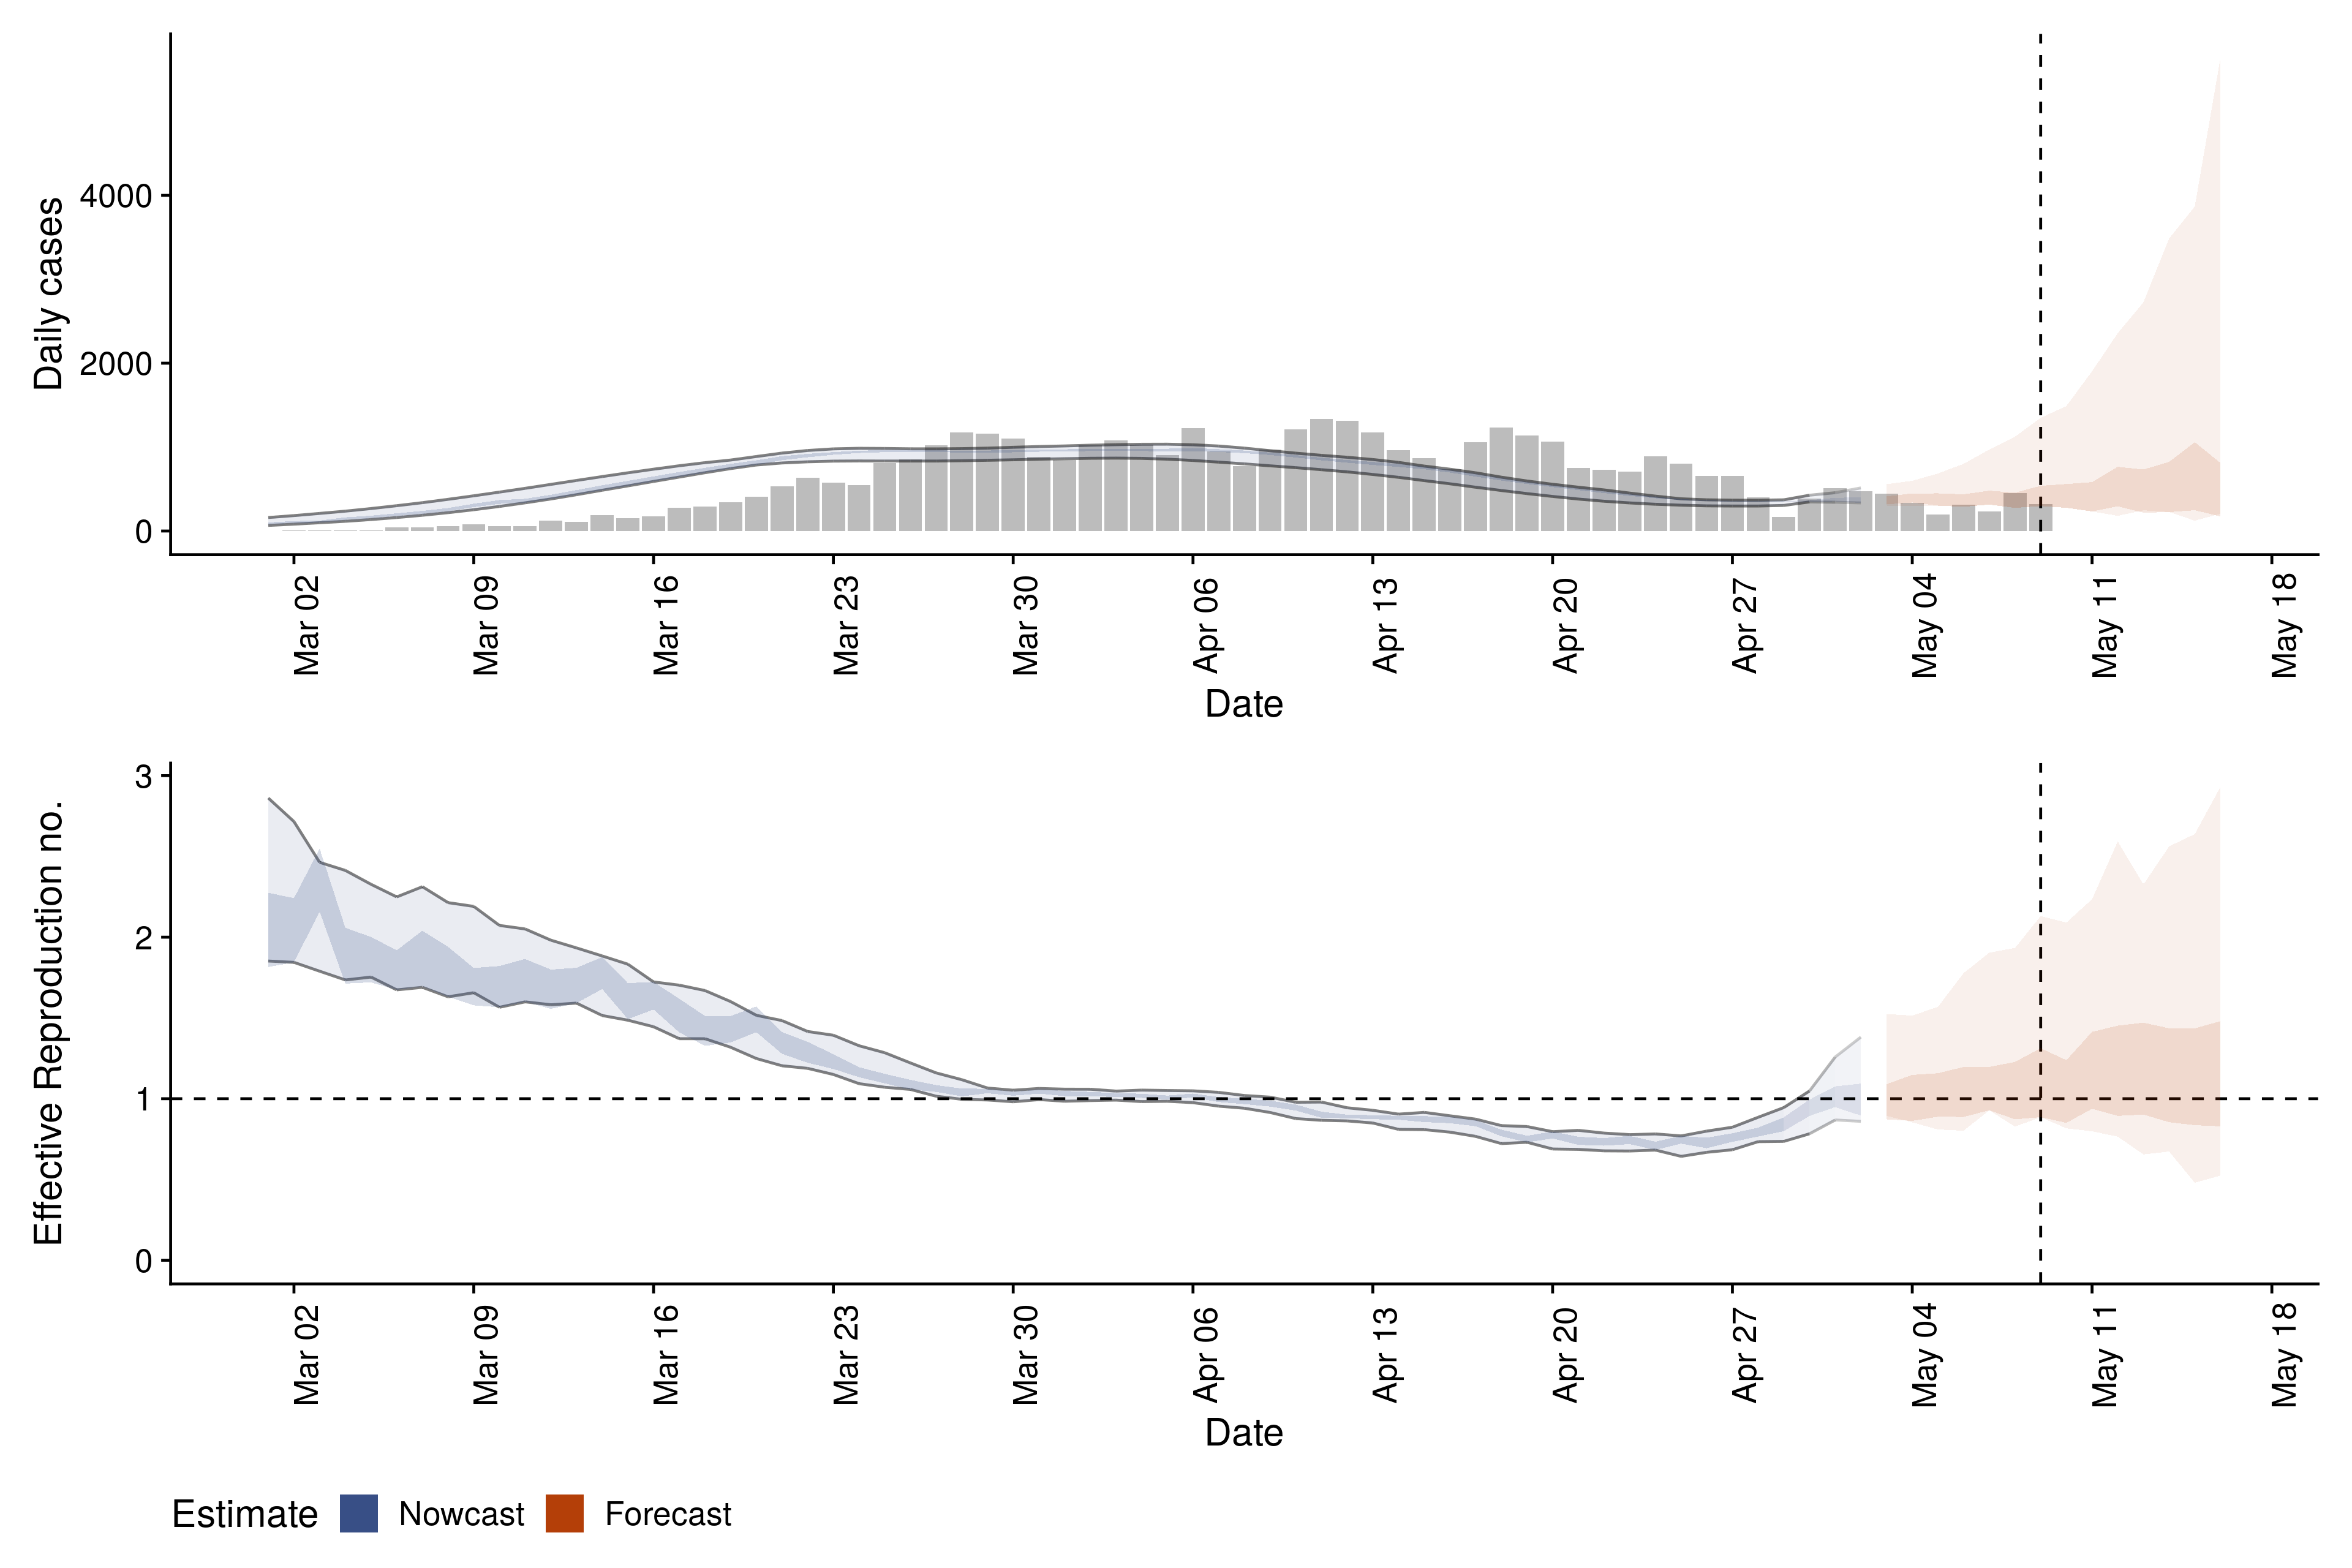 Daily cases
4000
2000
0
Mar 02
Mar 09
Mar 16
Mar 23
Mar 30
Apr 06
Apr 13
Apr 20
Apr 27
May 04
May 11
May 18
Date
Effective Reproduction no.
3
2
1
0
Mar 02
Mar 09
Mar 16
Mar 23
Mar 30
Apr 06
Apr 13
Apr 20
Apr 27
May 04
May 11
May 18
Date
Estimate Nowcast Forecast